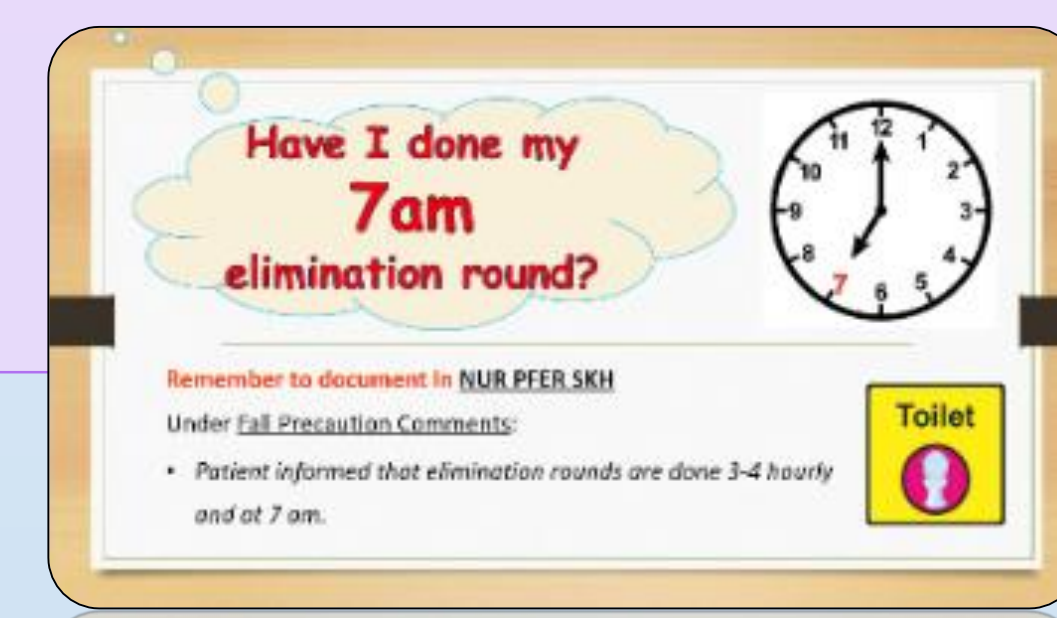 Have I done my
7am
elimination round?
12
11
1
10
2
9
3
8
4
7
5
6
Remember to document in NUR PFER SKH
Under Fall Precaution Comments:
• Patient informed that elimination rounds are done 3-4 hourly
and at 7 am.
Toilet